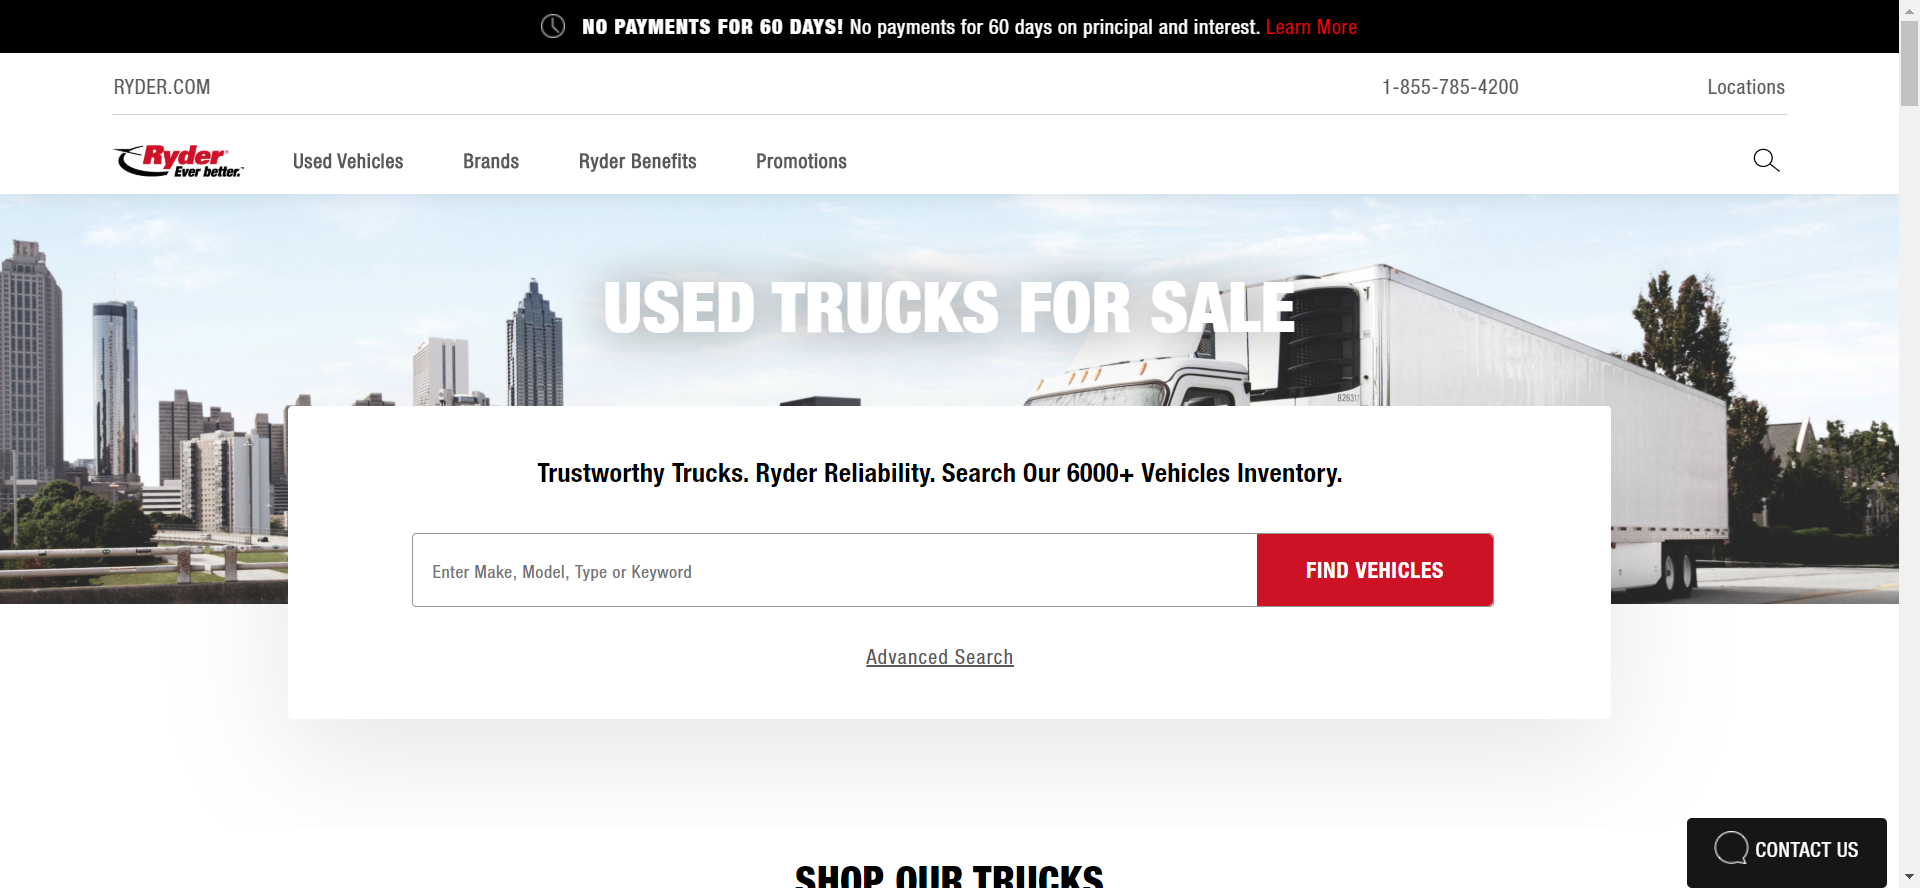 NO PAYMENTS FOR 60 DAYS! No payments for 60 days on principal and interest. Learn More
RYDER.COM
1-855-785-4200
Locations
Ryder
Ever better.™
Used Vehicles
Brands
Ryder Benefits
Promotions
USED TRUCKS FOR SALE
826317
Trustworthy Trucks. Ryder Reliability. Search Our 6000+ Vehicles Inventory.
Enter Make, Model, Type or Keyword
FIND VEHICLES
Advanced Search
SHOP OUR TRUCKS
CONTACT US